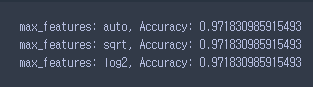 max_features: auto, Accuracy: 0.971830985915493
max_features: sqrt, Accuracy: 0.971830985915493
max_features: log2, Accuracy: 0.971830985915493